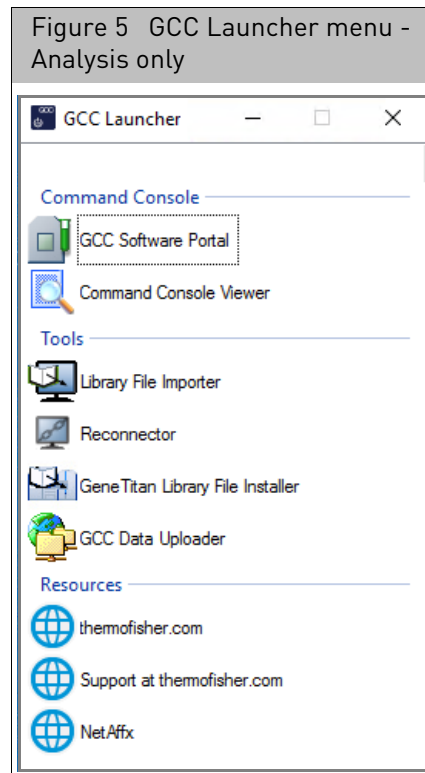 Figure 5 GCC Launcher menu -
Analysis only
GCC
GCC Launcher
Command Console
GCC Software Portal
Command Console Viewer
Tools
Library File Importer
Reconnector
GeneTitan Library File Installer
GCC Data Uploader
Resources
thermofisher.com
Support at thermofisher.com
NetAffx